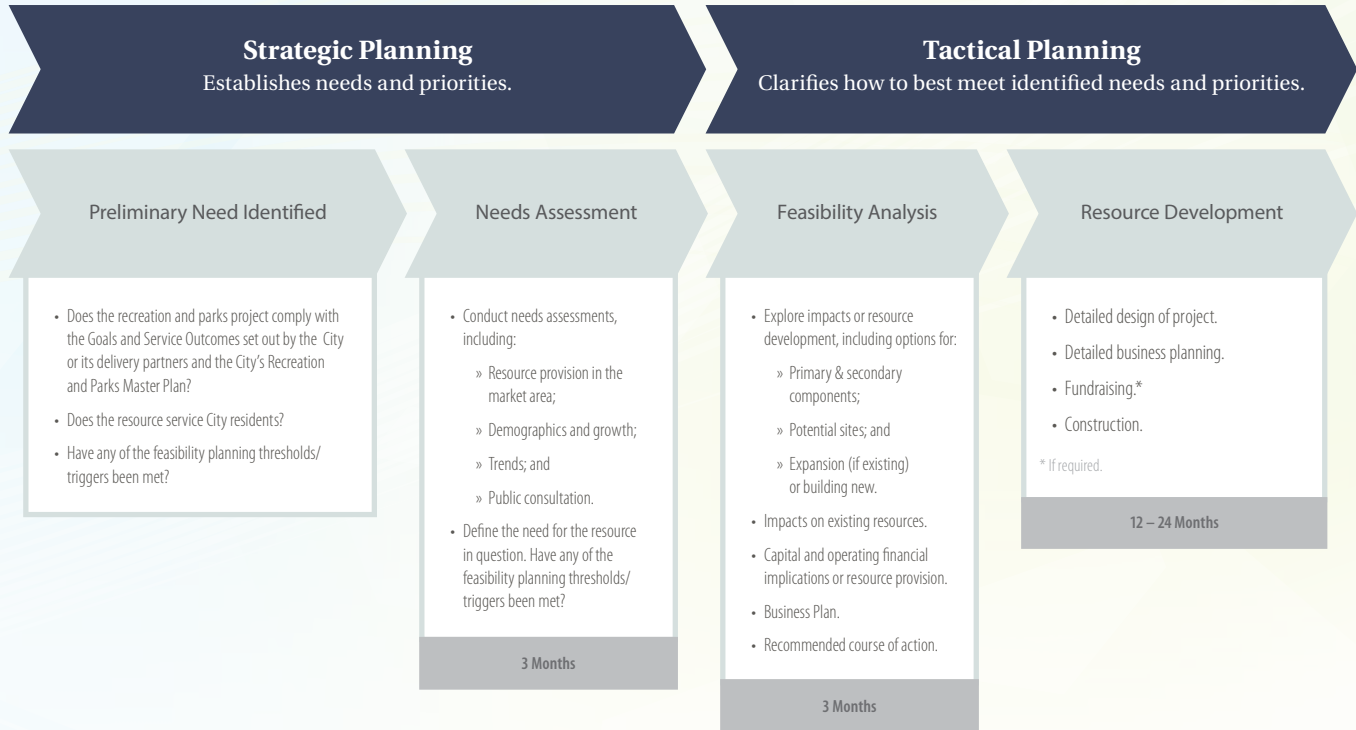 Strategic Planning
Establishes needs and priorities.
Tactical Planning
Clarifies how to best meet identified needs and priorities.
Preliminary Need Identified
• Does the recreation and parks project comply with
the Goals and Service Outcomes set out by the City
or its delivery partners and the City's Recreation
and Parks Master Plan?
• Does the resource service City residents?
• Have any of the feasibility planning thresholds/
triggers been met?
Needs Assessment
• Conduct needs assessments,
including:
» Resource provision in the
market area;
» Demographics and growth;
» Trends; and
» Public consultation.
• Define the need for the resource
in question. Have any of the
feasibility planning thresholds/
triggers been met?
3 Months
Feasibility Analysis
• Explore impacts or resource
development, including options for:
» Primary & secondary
components;
» Potential sites; and
» Expansion (if existing)
or building new.
• Impacts on existing resources.
• Capital and operating financial
implications or resource provision.
• Business Plan.
• Recommended course of action.
3 Months
Resource Development
• Detailed design of project.
• Detailed business planning.
• Fundraising.*
• Construction.
* If required.
12 – 24 Months